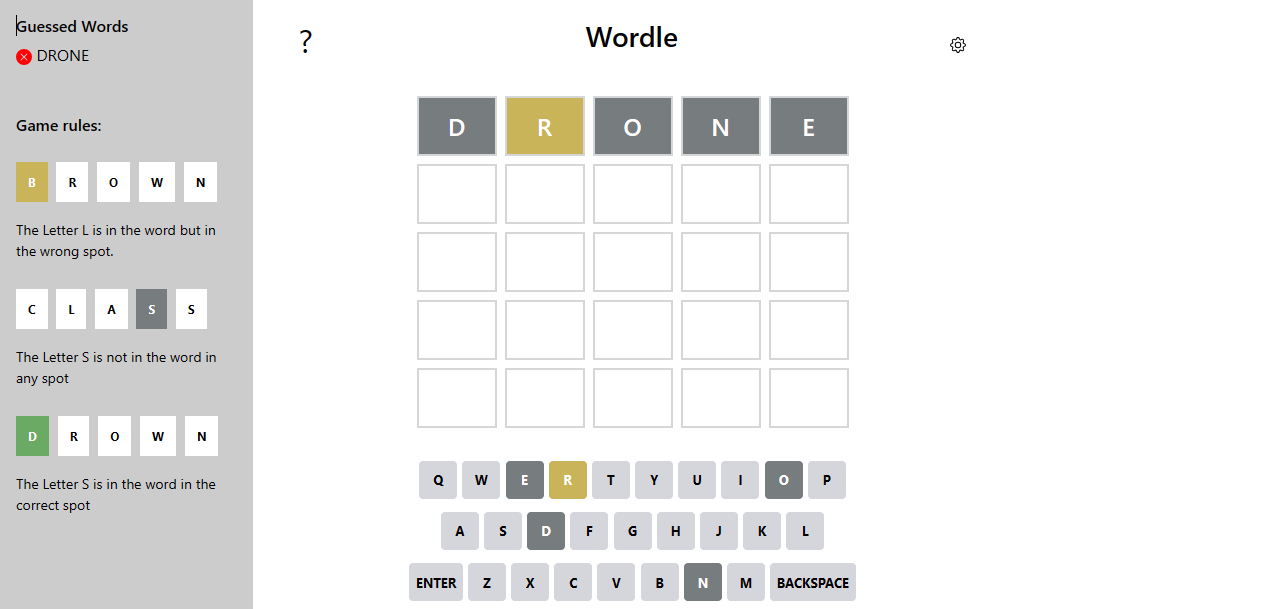 Guessed Words
DRONE
Game rules:
B R O W N
The Letter L is in the word but in
the wrong spot.
C L A S S
The Letter S is not in the word in
any spot
D R O W N
The Letter S is in the word in the
correct spot
?
Wordle
D R O N E
Q W E R T Y U I O P
A S D F G H J K L
ENTER Z X C V B N M BACKSPACE